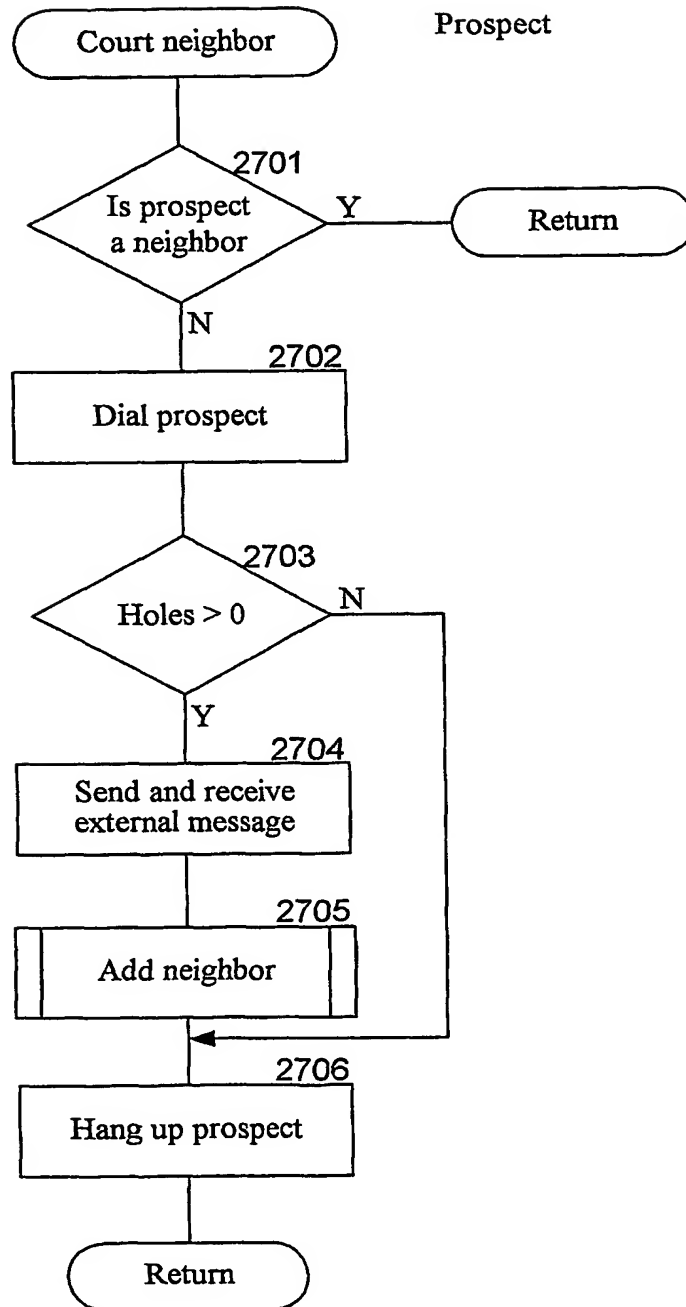 Court neighbor
Prospect
2701
Is prospect
a neighbor
Y
Return
N
2702
Dial prospect
2703
Holes > 0
N
Y
2704
Send and receive
external message
2705
Add neighbor
2706
Hang up prospect
Return